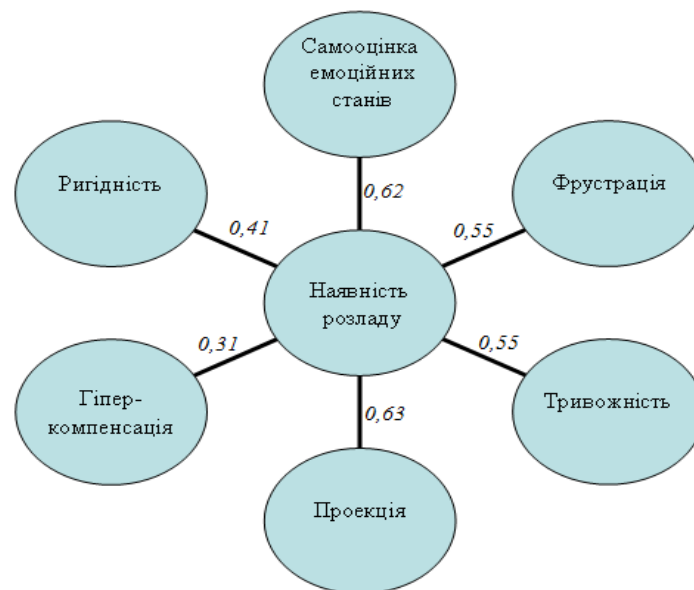 Самооцінка
емоційних
станів
Ригідність
Фрустрація
0,62
0,41
0,55
Наявність
розладу
0,31
0,55
Гіпер-
компенсація
Тривожність
0,63
Проекція